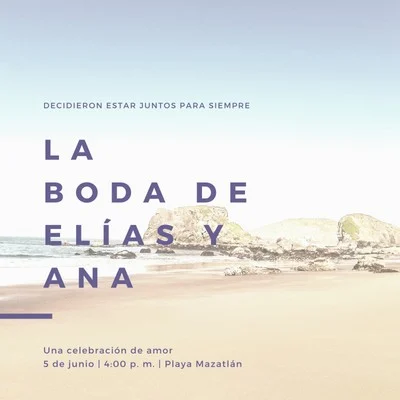 DECIDIERON ESTAR JUNTOS PARA SIEMPRE
LA
BODA DE
ELÍAS Y
ANA
Una celebración de amor
5 de junio | 4:00 p. m. | Playa Mazatlán